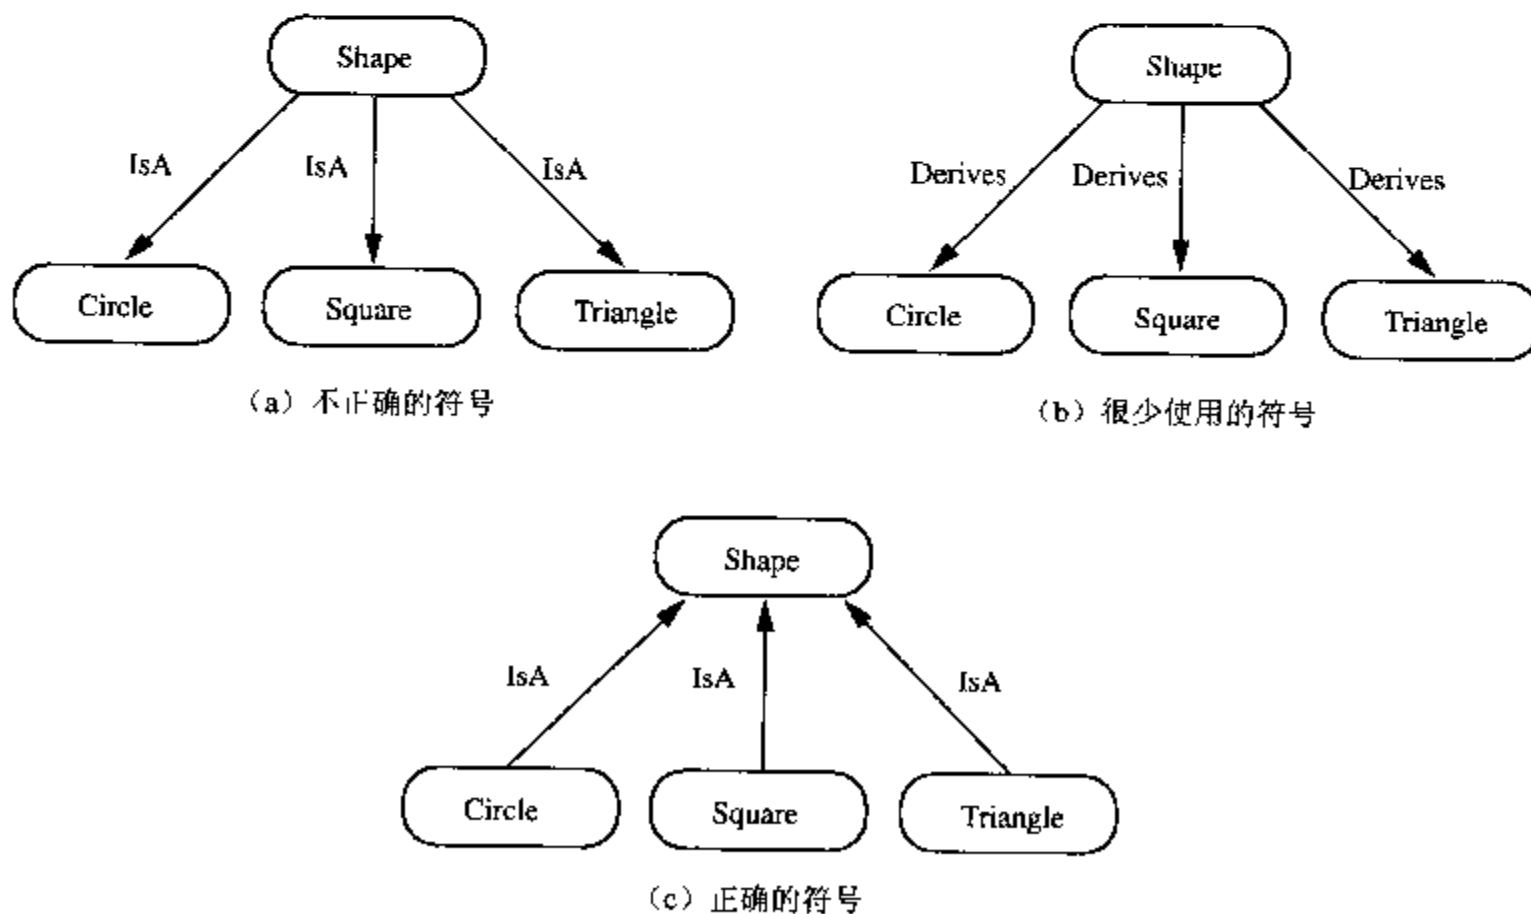 Shape
IsA IsA IsA
Circle Square Triangle
(a) 不正确的符号
Shape
Derives Derives Derives
Circle Square Triangle
(b) 很少使用的符号
Shape
IsA IsA IsA
Circle Square Triangle
(c) 正确的符号